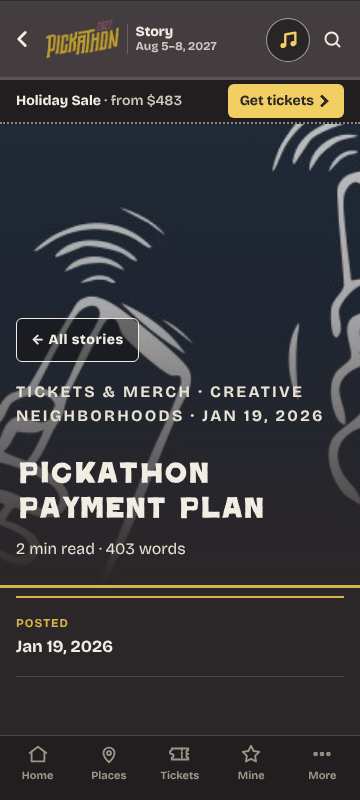 2027
PICKATHON
Story
Aug 5–8, 2027
Holiday Sale · from $483
Get tickets
← All stories
TICKETS & MERCH · CREATIVE
NEIGHBORHOODS · JAN 19, 2026
PICKATHON
PAYMENT PLAN
2 min read · 403 words
POSTED
Jan 19, 2026
Home
Places
Tickets
Mine
More